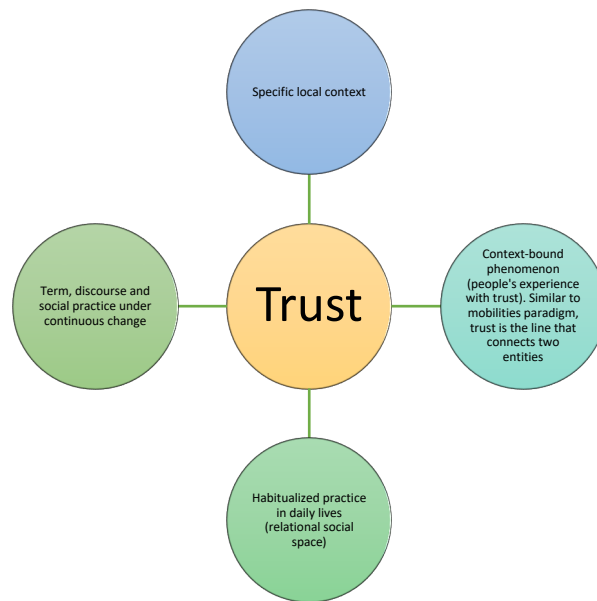 Specific local context
Term, discourse and
social practice under
continuous change
Trust
Context-bound
phenomenon
(people's experience
with trust). Similar to
mobilities paradigm,
trust is the line that
connects two
entities
Habitualized practice
in daily lives
(relational social
space)